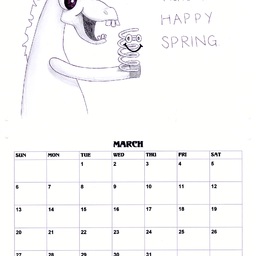 HAPPY
SPRING
MARCH
SUN MON TUE WED THU FRI SAT
1 2 3 4 5
6 7 8 9 10 11 12
13 14 15 16 17 18 19
20 21 22 23 24 25 26
27 28 29 30 31